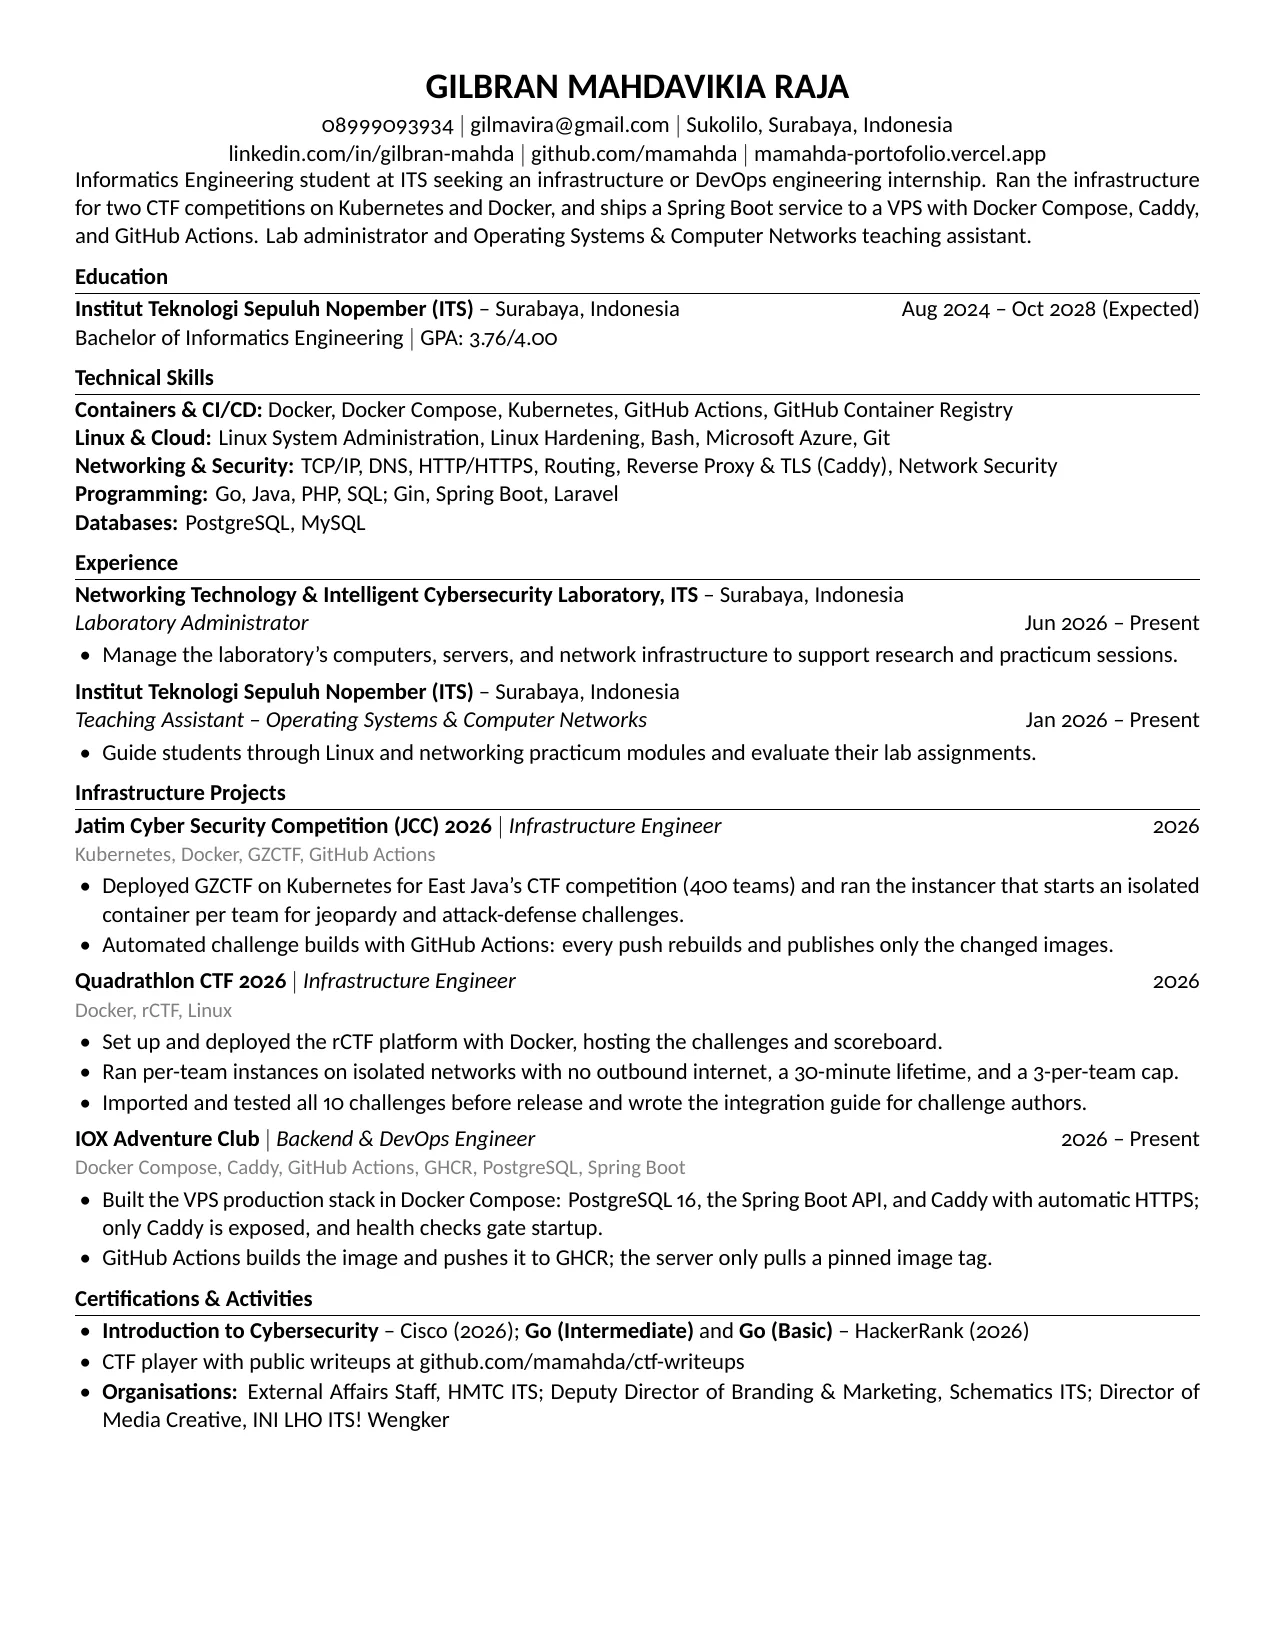 GILBRAN MAHDAVIKIA RAJA
08999093934 | gilmavira@gmail.com | Sukolilo, Surabaya, Indonesia
linkedin.com/in/gilbran-mahda | github.com/mamahda | mamahda-portofolio.vercel.app
Informatics Engineering student at ITS seeking an infrastructure or DevOps engineering internship. Ran the infrastructure
for two CTF competitions on Kubernetes and Docker, and ships a Spring Boot service to a VPS with Docker Compose, Caddy,
and GitHub Actions. Lab administrator and Operating Systems & Computer Networks teaching assistant.
Education
Institut Teknologi Sepuluh Nopember (ITS) – Surabaya, Indonesia Aug 2024 – Oct 2028 (Expected)
Bachelor of Informatics Engineering | GPA: 3.76/4.00
Technical Skills
Containers & CI/CD: Docker, Docker Compose, Kubernetes, GitHub Actions, GitHub Container Registry
Linux & Cloud: Linux System Administration, Linux Hardening, Bash, Microsoft Azure, Git
Networking & Security: TCP/IP, DNS, HTTP/HTTPS, Routing, Reverse Proxy & TLS (Caddy), Network Security
Programming: Go, Java, PHP, SQL; Gin, Spring Boot, Laravel
Databases: PostgreSQL, MySQL
Experience
Networking Technology & Intelligent Cybersecurity Laboratory, ITS – Surabaya, Indonesia
Laboratory Administrator Jun 2026 – Present
• Manage the laboratory's computers, servers, and network infrastructure to support research and practicum sessions.
Institut Teknologi Sepuluh Nopember (ITS) – Surabaya, Indonesia
Teaching Assistant – Operating Systems & Computer Networks Jan 2026 – Present
• Guide students through Linux and networking practicum modules and evaluate their lab assignments.
Infrastructure Projects
Jatim Cyber Security Competition (JCC) 2026 | Infrastructure Engineer 2026
Kubernetes, Docker, GZCTF, GitHub Actions
• Deployed GZCTF on Kubernetes for East Java's CTF competition (400 teams) and ran the instancer that starts an isolated
container per team for jeopardy and attack-defense challenges.
• Automated challenge builds with GitHub Actions: every push rebuilds and publishes only the changed images.
Quadrathlon CTF 2026 | Infrastructure Engineer 2026
Docker, rCTF, Linux
• Set up and deployed the rCTF platform with Docker, hosting the challenges and scoreboard.
• Ran per-team instances on isolated networks with no outbound internet, a 30-minute lifetime, and a 3-per-team cap.
• Imported and tested all 10 challenges before release and wrote the integration guide for challenge authors.
IOX Adventure Club | Backend & DevOps Engineer 2026 – Present
Docker Compose, Caddy, GitHub Actions, GHCR, PostgreSQL, Spring Boot
• Built the VPS production stack in Docker Compose: PostgreSQL 16, the Spring Boot API, and Caddy with automatic HTTPS;
only Caddy is exposed, and health checks gate startup.
• GitHub Actions builds the image and pushes it to GHCR; the server only pulls a pinned image tag.
Certifications & Activities
• Introduction to Cybersecurity – Cisco (2026); Go (Intermediate) and Go (Basic) – HackerRank (2026)
• CTF player with public writeups at github.com/mamahda/ctf-writeups
• Organisations: External Affairs Staff, HMTC ITS; Deputy Director of Branding & Marketing, Schematics ITS; Director of
Media Creative, INI LHO ITS! Wengker